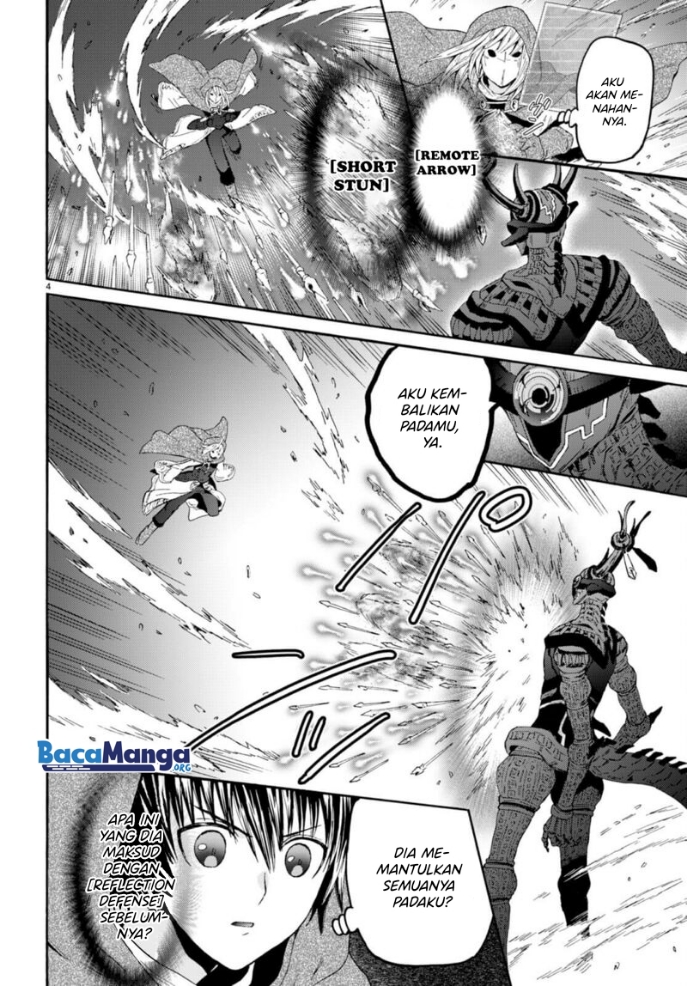 AKU
AKAN ME-
NAHAN-
NYA.
[REMOTE
ARROW]
[SHORT
STUN]
4
AKU KEM-
BALIKAN
PADAMU,
YA.
DIA ME-
MANTULKAN
SEMUANYA
PADAKU?
APA INI
YANG DIA
MAKSUD
DENGAN
[REFLECTION
DEFENSE]
SEBELUM-
NYA?
BacaManga
.ORG